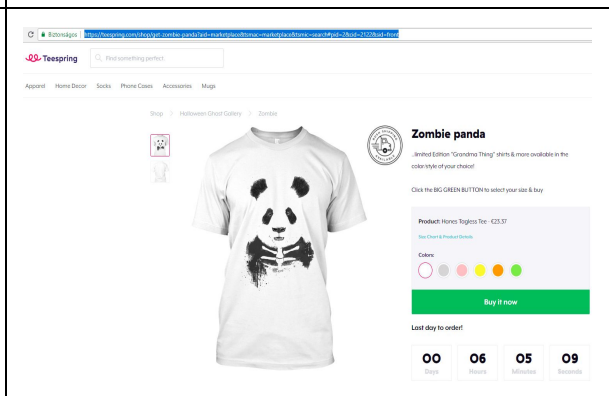 Biztonságos | https://teespring.com/shop/get-zombie-panda?aid=marketplace&tsmac=marketplace&tsmic=search#pid=2&cid=2122&sid=front
Teespring
Find something perfect
Apparel Home Decor Socks Phone Cases Accessories Mugs
Shop > Halloween Ghost Gallery > Zombie
AVAILABLE
Zombie panda
..limited Edition "Grandma Thing" shirts & more available in the
color/style of your choice!
Click the BIG GREEN BUTTON to select your size & buy
Product: Hanes Tagless Tee - €23.37
Size Chart & Product Details
Colors:
Buy it now
Last day to order!
00 06 05 09
Days Hours Minutes Seconds